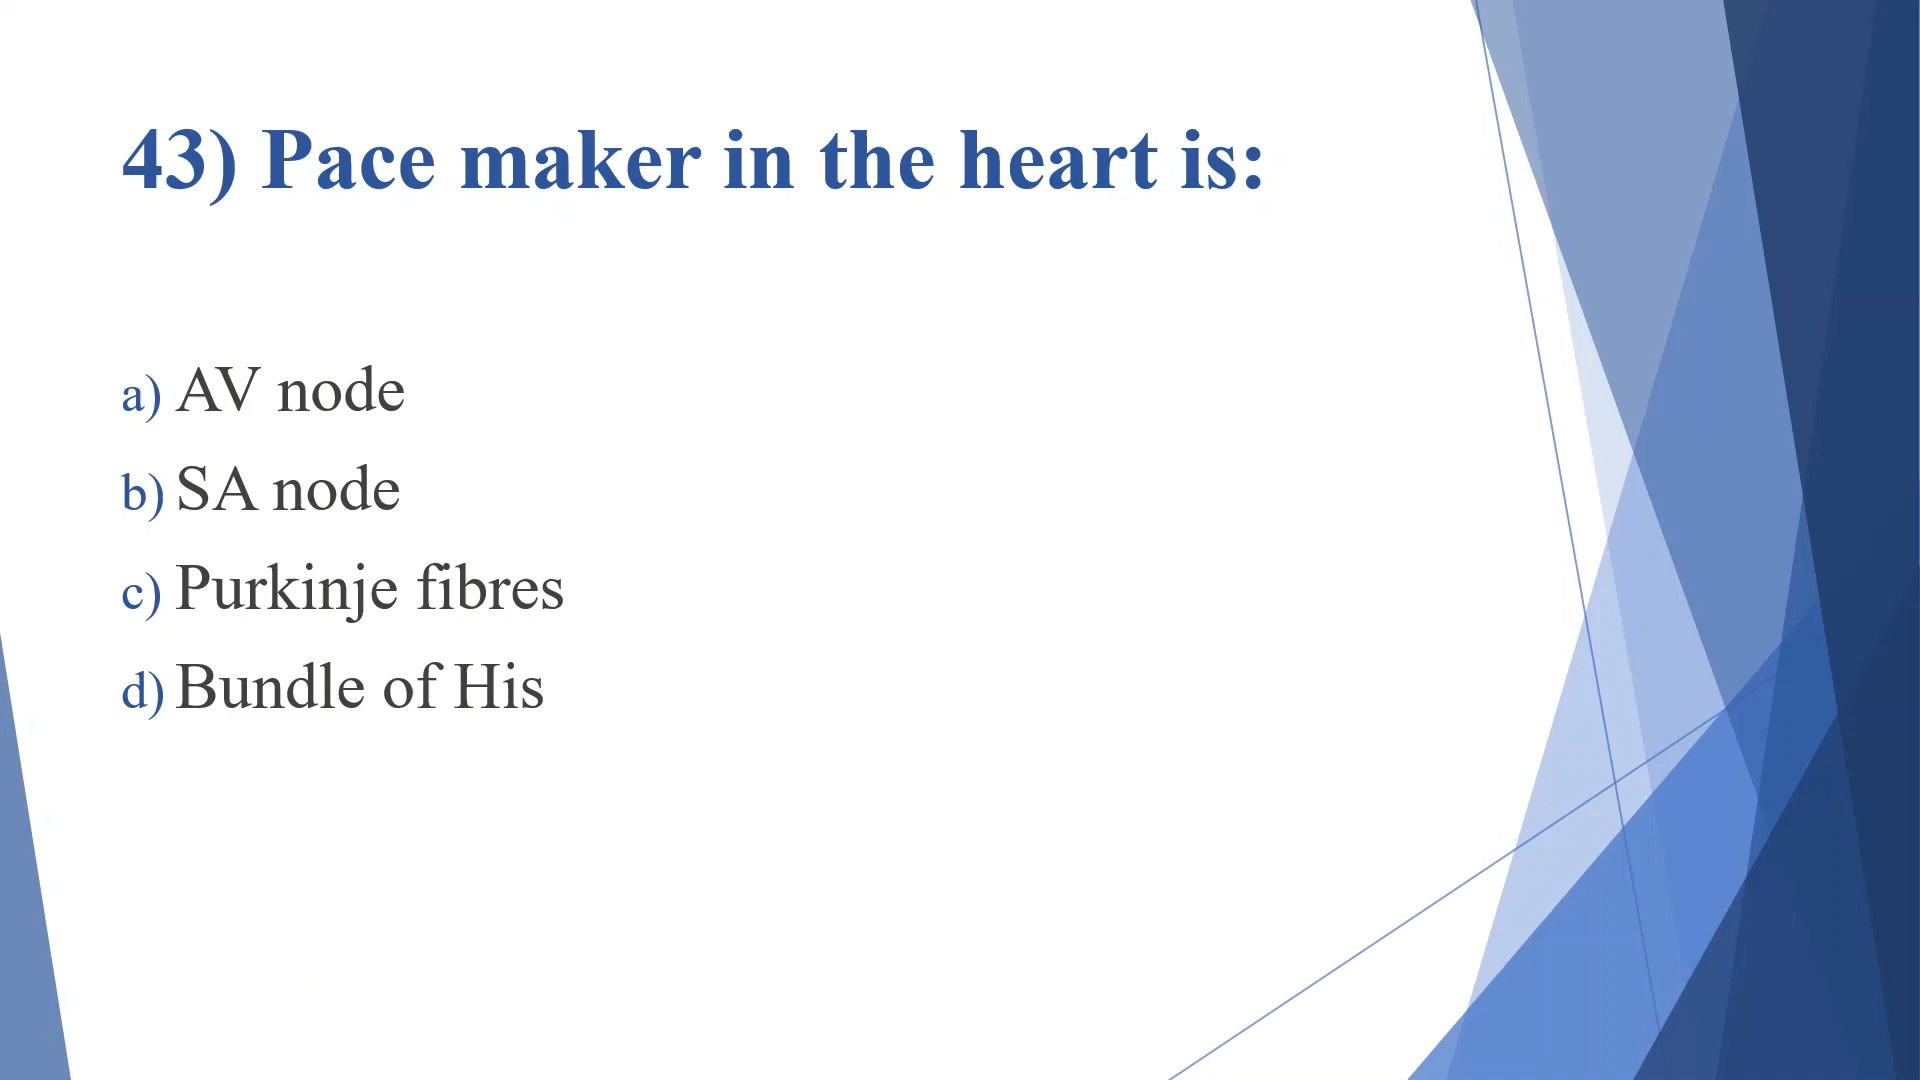 43) Pace maker in the heart is:
a) AV node
b) SA node
c) Purkinje fibres
d) Bundle of His